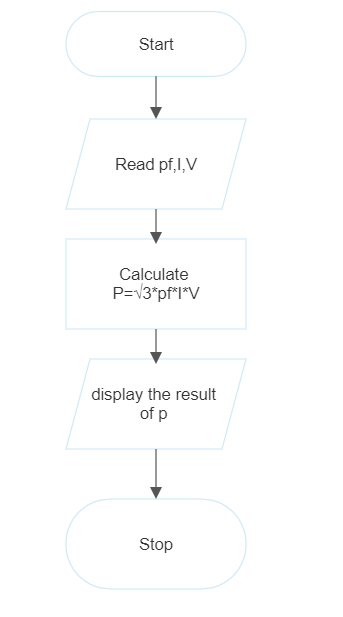 Start
Read pf,I,V
Calculate
P=√3*pf*I*V
display the result
of p
Stop